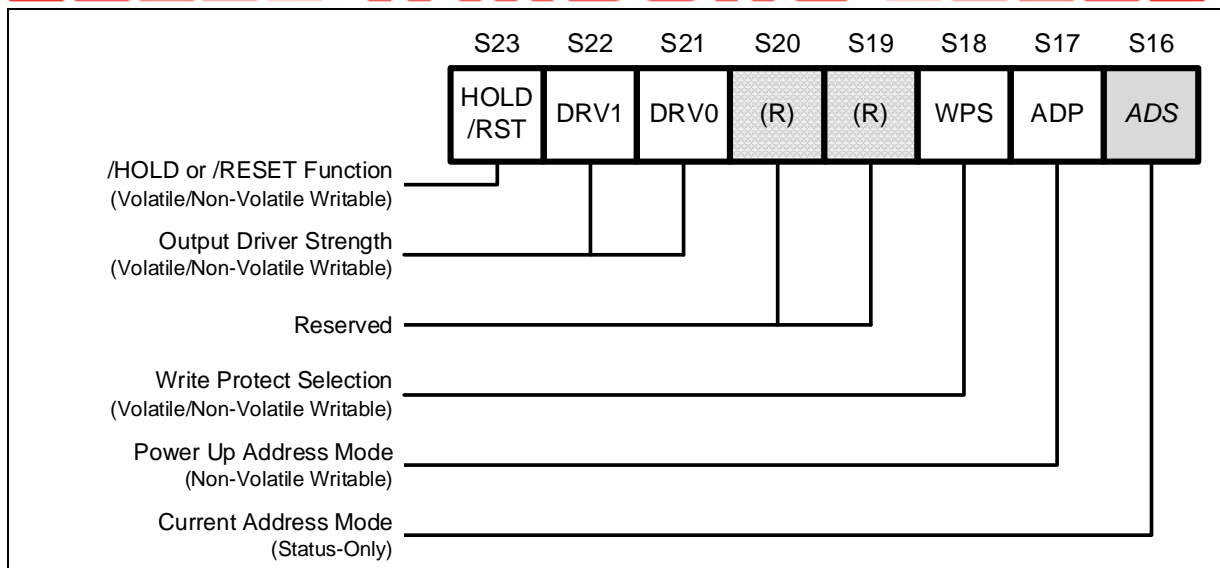 S23 S22 S21 S20 S19 S18 S17 S16
HOLD
/RST DRV1 DRV0 (R) (R) WPS ADP ADS
/HOLD or /RESET Function
(Volatile/Non-Volatile Writable)
Output Driver Strength
(Volatile/Non-Volatile Writable)
Reserved
Write Protect Selection
(Volatile/Non-Volatile Writable)
Power Up Address Mode
(Non-Volatile Writable)
Current Address Mode
(Status-Only)